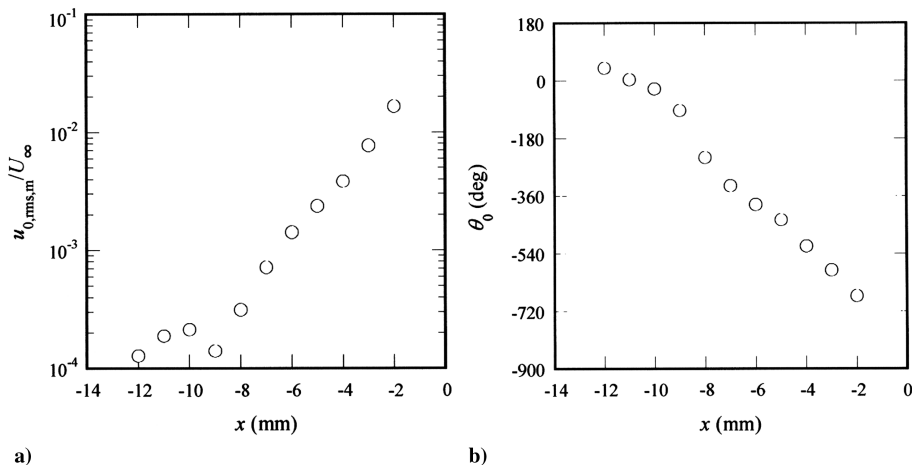 10⁻¹
10⁻²
10⁻³
10⁻⁴
u₀,rms,m/U∞
-14 -12 -10 -8 -6 -4 -2 0
x (mm)
a)
180
0
-180
-360
-540
-720
-900
θ₀ (deg)
-14 -12 -10 -8 -6 -4 -2 0
x (mm)
b)